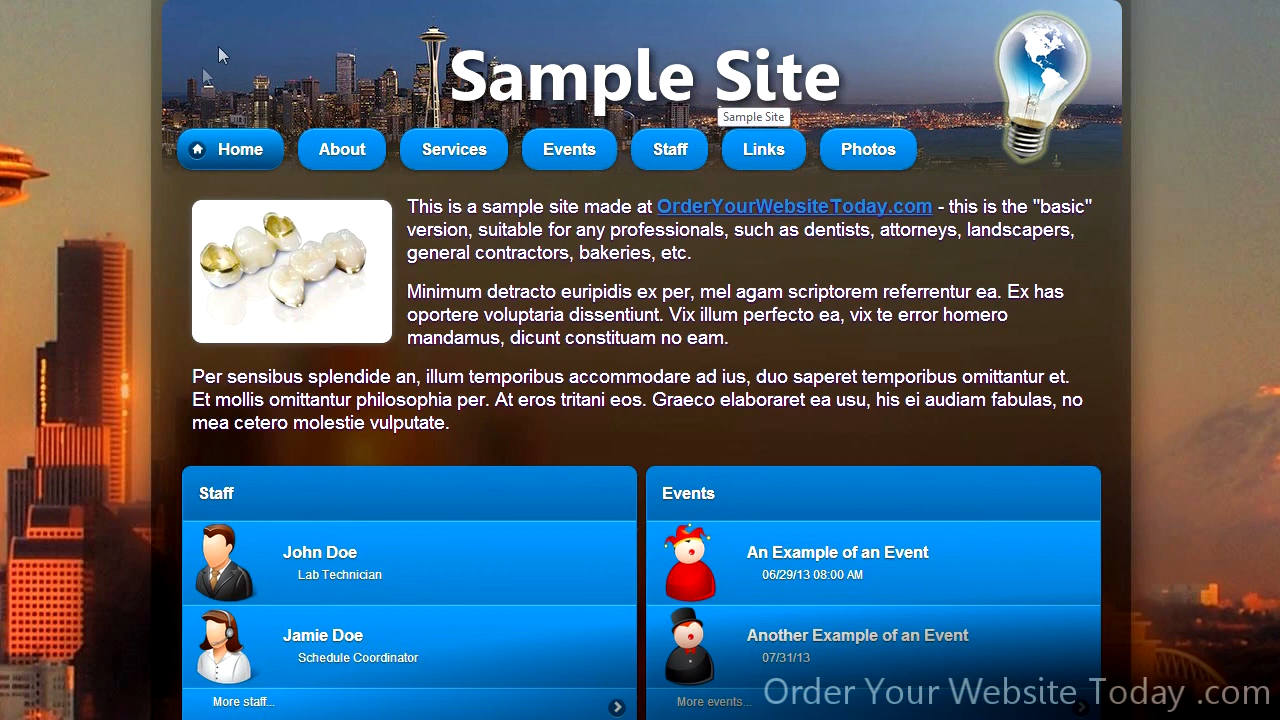 Sample Site
Sample Site
Home About Services Events Staff Links Photos
This is a sample site made at OrderYourWebsiteToday.com - this is the "basic"
version, suitable for any professionals, such as dentists, attorneys, landscapers,
general contractors, bakeries, etc.
Minimum detracto euripidis ex per, mel agam scriptorem referrentur ea. Ex has
oportere voluptaria dissentiunt. Vix illum perfecto ea, vix te error homero
mandamus, dicunt constituam no eam.
Per sensibus splendide an, illum temporibus accommodare ad ius, duo saperet temporibus omittantur et.
Et mollis omittantur philosophia per. At eros tritani eos. Graeco elaboraret ea usu, his ei audiam fabulas, no
mea cetero molestie vulputate.
Staff
John Doe
Lab Technician
Jamie Doe
Schedule Coordinator
More staff...
Events
An Example of an Event
06/29/13 08:00 AM
Another Example of an Event
07/31/13
More events...
Order Your Website Today .com